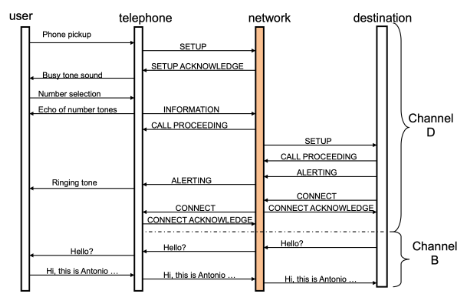 user telephone network destination
Phone pickup
SETUP
SETUP ACKNOWLEDGE
Busy tone sound
Number selection
Echo of number tones INFORMATION
CALL PROCEEDING
Channel
D
SETUP
CALL PROCEEDING
ALERTING
ALERTING
Ringing tone
CONNECT
CONNECT CONNECT ACKNOWLEDGE
CONNECT ACKNOWLEDGE
Hello?
Hello?
Hello?
Channel
B
Hi, this is Antonio ...
Hi, this is Antonio ...
Hi, this is Antonio ...